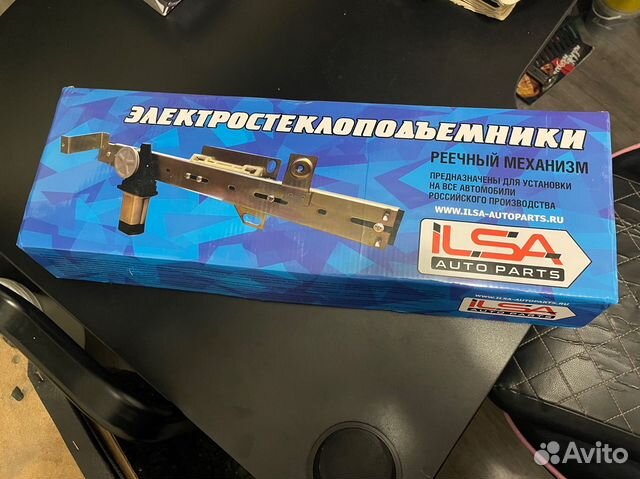 ЭЛЕКТРОСТЕКЛОПОДЪЕМНИКИ
РЕЕЧНЫЙ МЕХАНИЗМ
ПРЕДНАЗНАЧЕНЫ ДЛЯ УСТАНОВКИ
НА ВСЕ АВТОМОБИЛИ
РОССИЙСКОГО ПРОИЗВОДСТВА
WWW.ILSA-AUTOPARTS.RU
ILSA
AUTO PARTS
WWW.ILSA-AUTOPARTS.RU
ILSA
AUTO PARTS
Avito